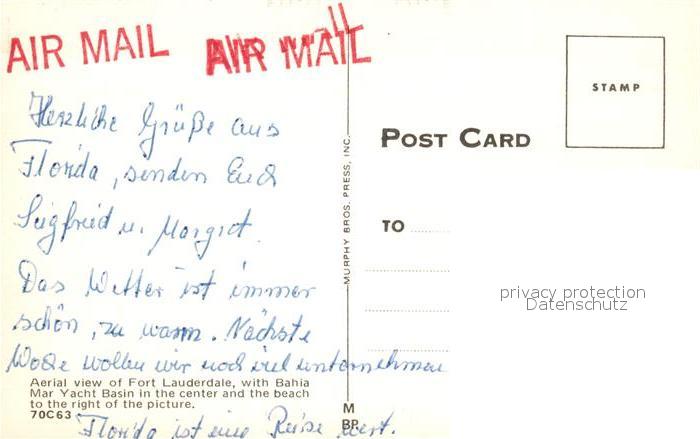 AIR MAIL AIR MAIL
Herzliche Grüße aus
Florida, senden Euch
Siegfried u. Margret.
Das Wetter ist immer
schön, zu warm. Nächste
Woche wollen wir noch viel unternehmen
Aerial view of Fort Lauderdale, with Bahia
Mar Yacht Basin in the center and the beach
to the right of the picture.
70C63
Florida ist eine Reise wert.
MURPHY BROS. PRESS, INC.
M
BP
POST CARD
STAMP
TO
privacy protection
Datenschutz